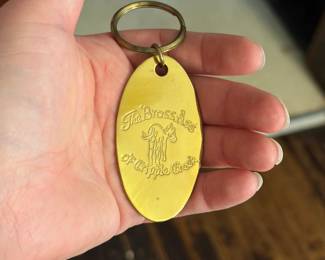 The Brass Ass
of Cripple Creek